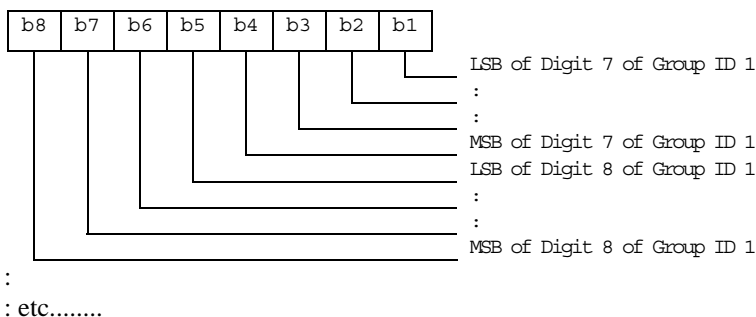 b8 b7 b6 b5 b4 b3 b2 b1
LSB of Digit 7 of Group ID 1
:
:
MSB of Digit 7 of Group ID 1
LSB of Digit 8 of Group ID 1
:
:
MSB of Digit 8 of Group ID 1
:
: etc........